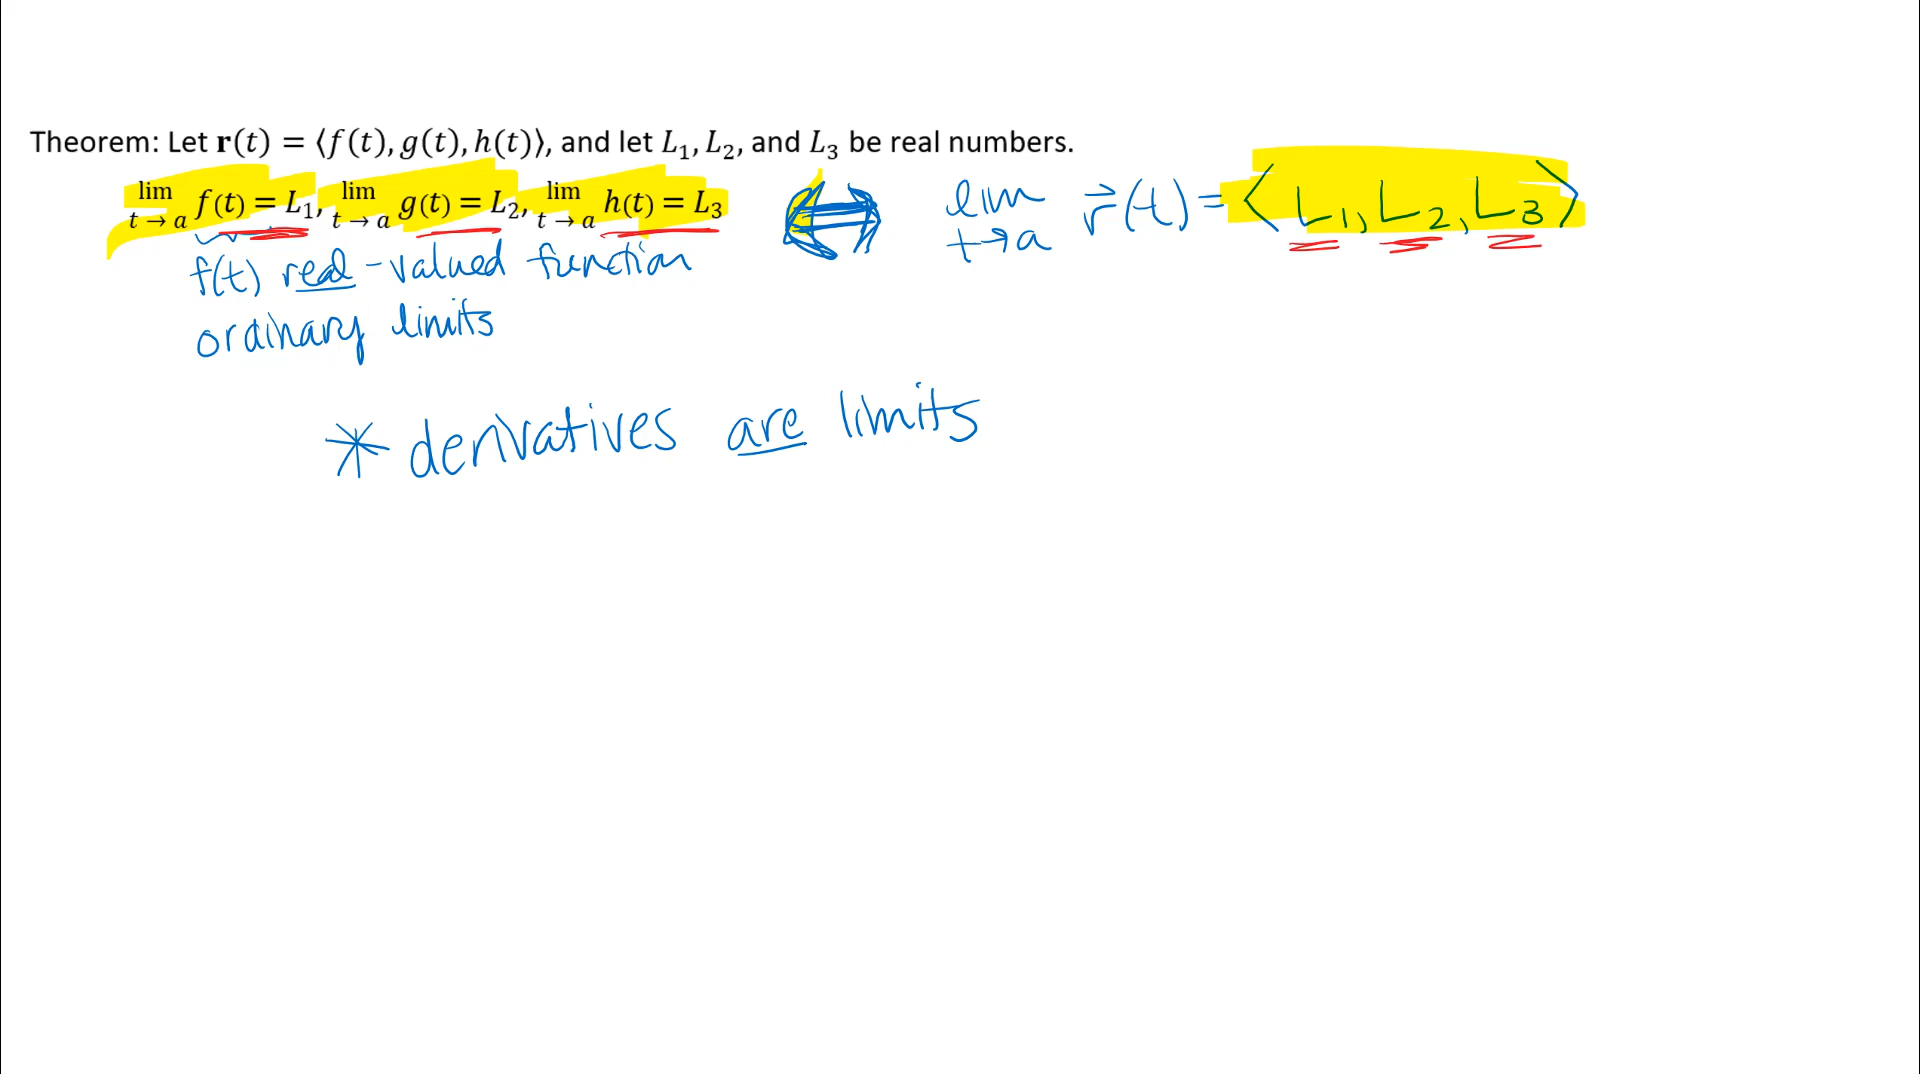 Theorem: Let r(t) = ⟨f(t), g(t), h(t)⟩, and let L₁, L₂, and L₃ be real numbers.
lim t → a f(t) = L₁, lim t → a g(t) = L₂, lim t → a h(t) = L₃ ⟺ lim t→a r⃗(t) = ⟨L₁, L₂, L₃⟩
f(t) real-valued function
ordinary limits
* derivatives are limits